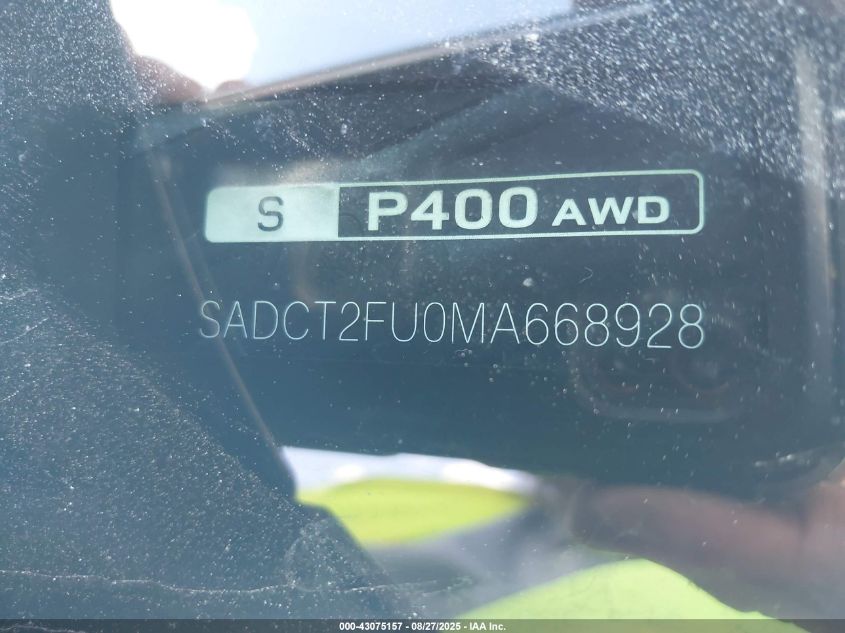 S P400 AWD
SADCT2FU0MA668928
000-43075157 - 08/27/2025 - IAA Inc.